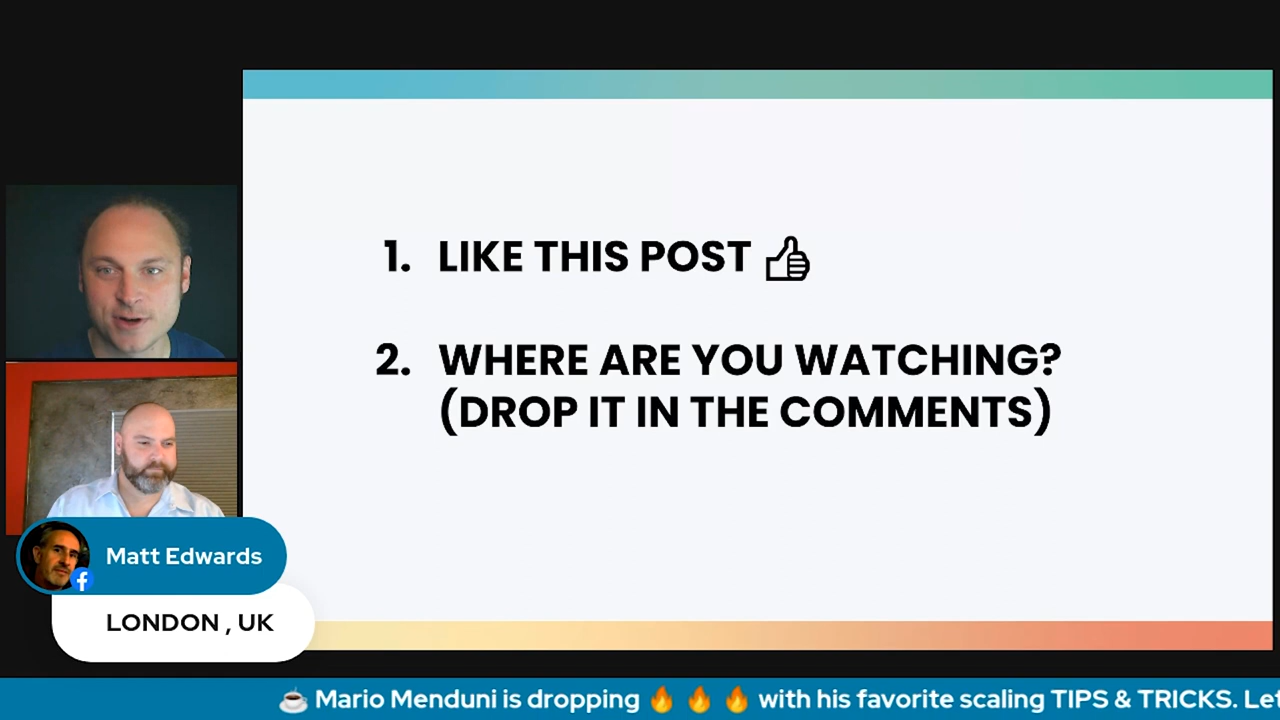 1. LIKE THIS POST 👍
2. WHERE ARE YOU WATCHING?
(DROP IT IN THE COMMENTS)
Matt Edwards
LONDON , UK
☕ Mario Menduni is dropping 🔥 🔥 🔥 with his favorite scaling TIPS & TRICKS. Let